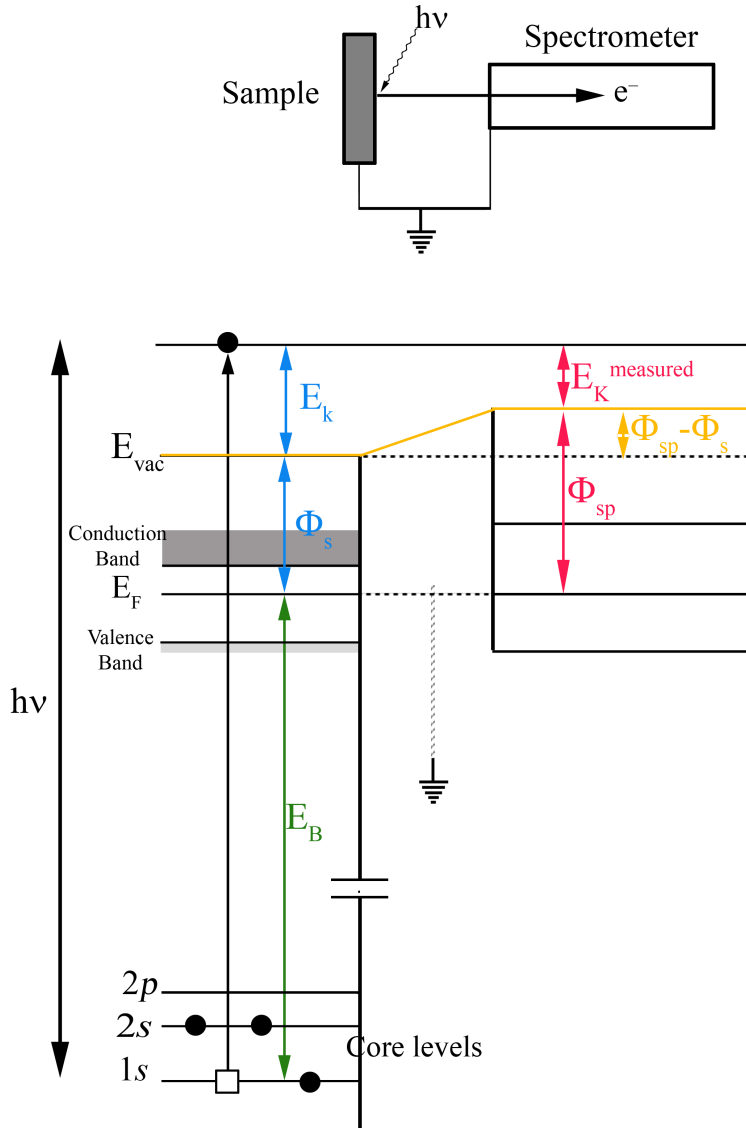 hν
Spectrometer
Sample
e⁻
E_K^measured
E_k
E_vac
Φ_sp-Φ_s
Φ_sp
Φ_s
Conduction
Band
E_F
Valence
Band
hν
E_B
2p
2s
Core levels
1s